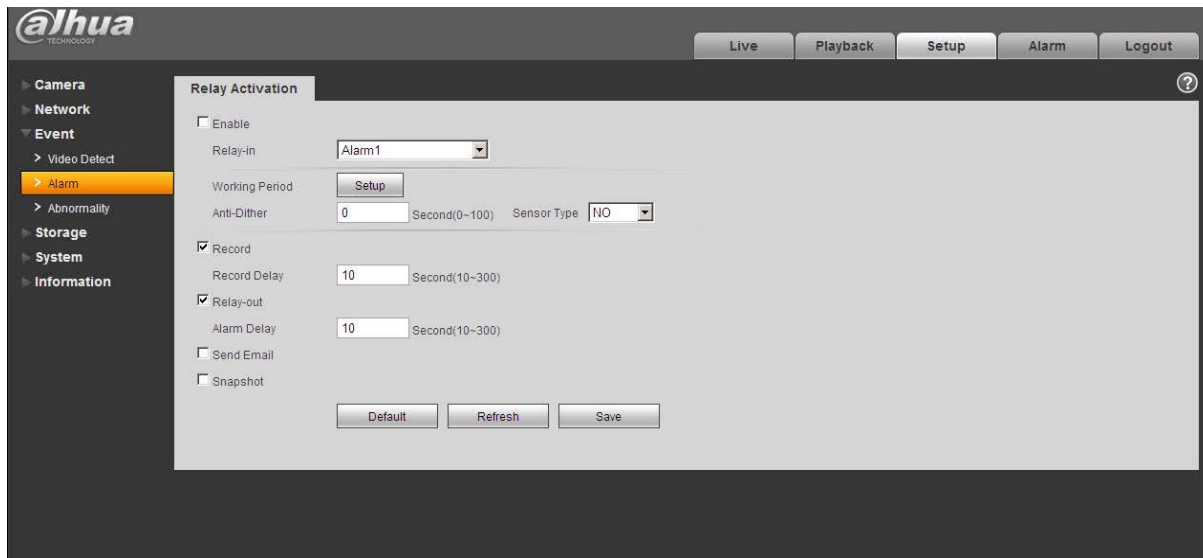 alhua
TECHNOLOGY
Live Playback Setup Alarm Logout
Camera
Network
Event
> Video Detect
> Alarm
> Abnormality
Storage
System
Information
Relay Activation
?
Enable
Relay-in Alarm1
Working Period Setup
Anti-Dither 0 Second(0~100) Sensor Type NO
Record
Record Delay 10 Second(10~300)
Relay-out
Alarm Delay 10 Second(10~300)
Send Email
Snapshot
Default Refresh Save